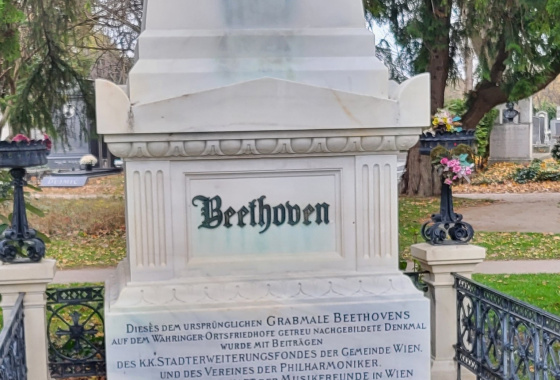 Beethoven
DIESES DEM URSPRÜNGLICHEN GRABMALE BEETHOVENS
AUF DEM WÄHRINGER-ORTSFRIEDHOFE GETREU NACHGEBILDETE DENKMAL
WURDE MIT BEITRÄGEN
DES K.K. STADTERWEITERUNGSFONDES DER GEMEINDE WIEN,
UND DES VEREINES DER PHILHARMONIKER,
MUSIKFREUNDE IN WIEN